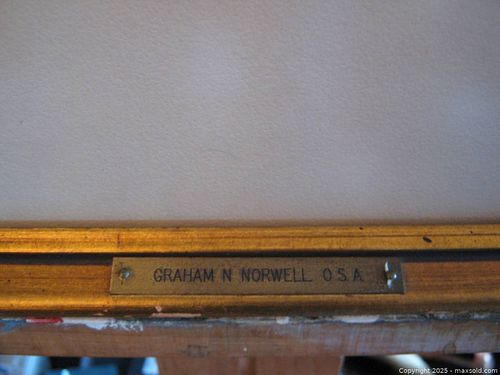 GRAHAM N NORWELL. O.S.A.
Copyright 2025 - maxsold.com